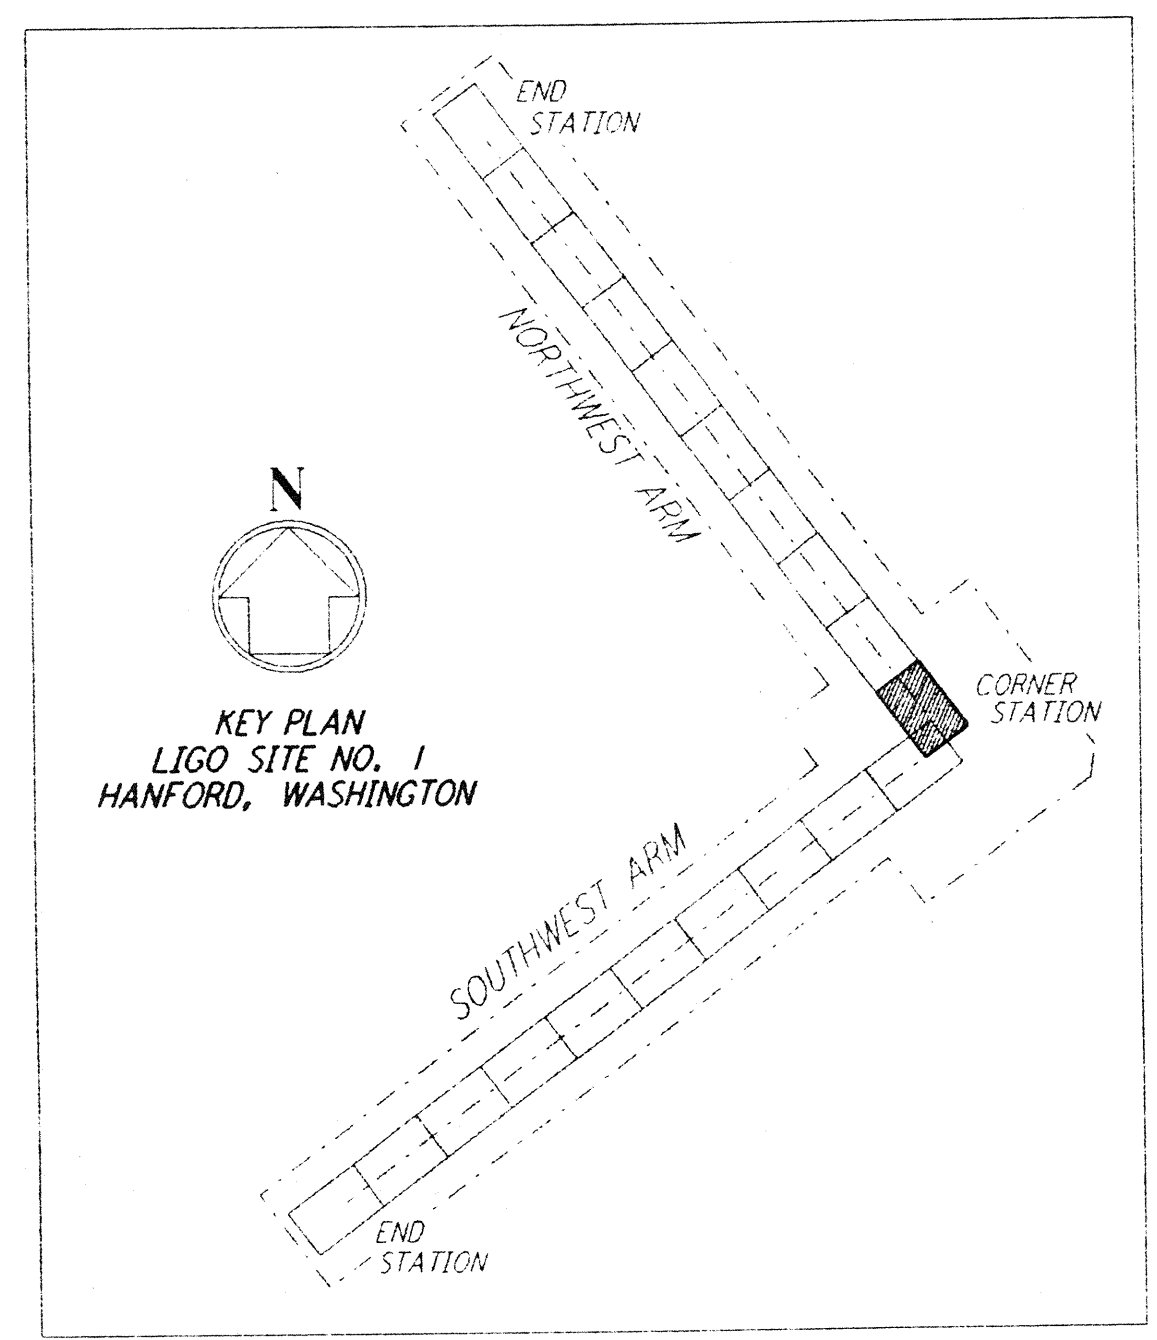 END
STATION
NORTHWEST ARM
N
CORNER
STATION
KEY PLAN
LIGO SITE NO. 1
HANFORD, WASHINGTON
SOUTHWEST ARM
END
STATION